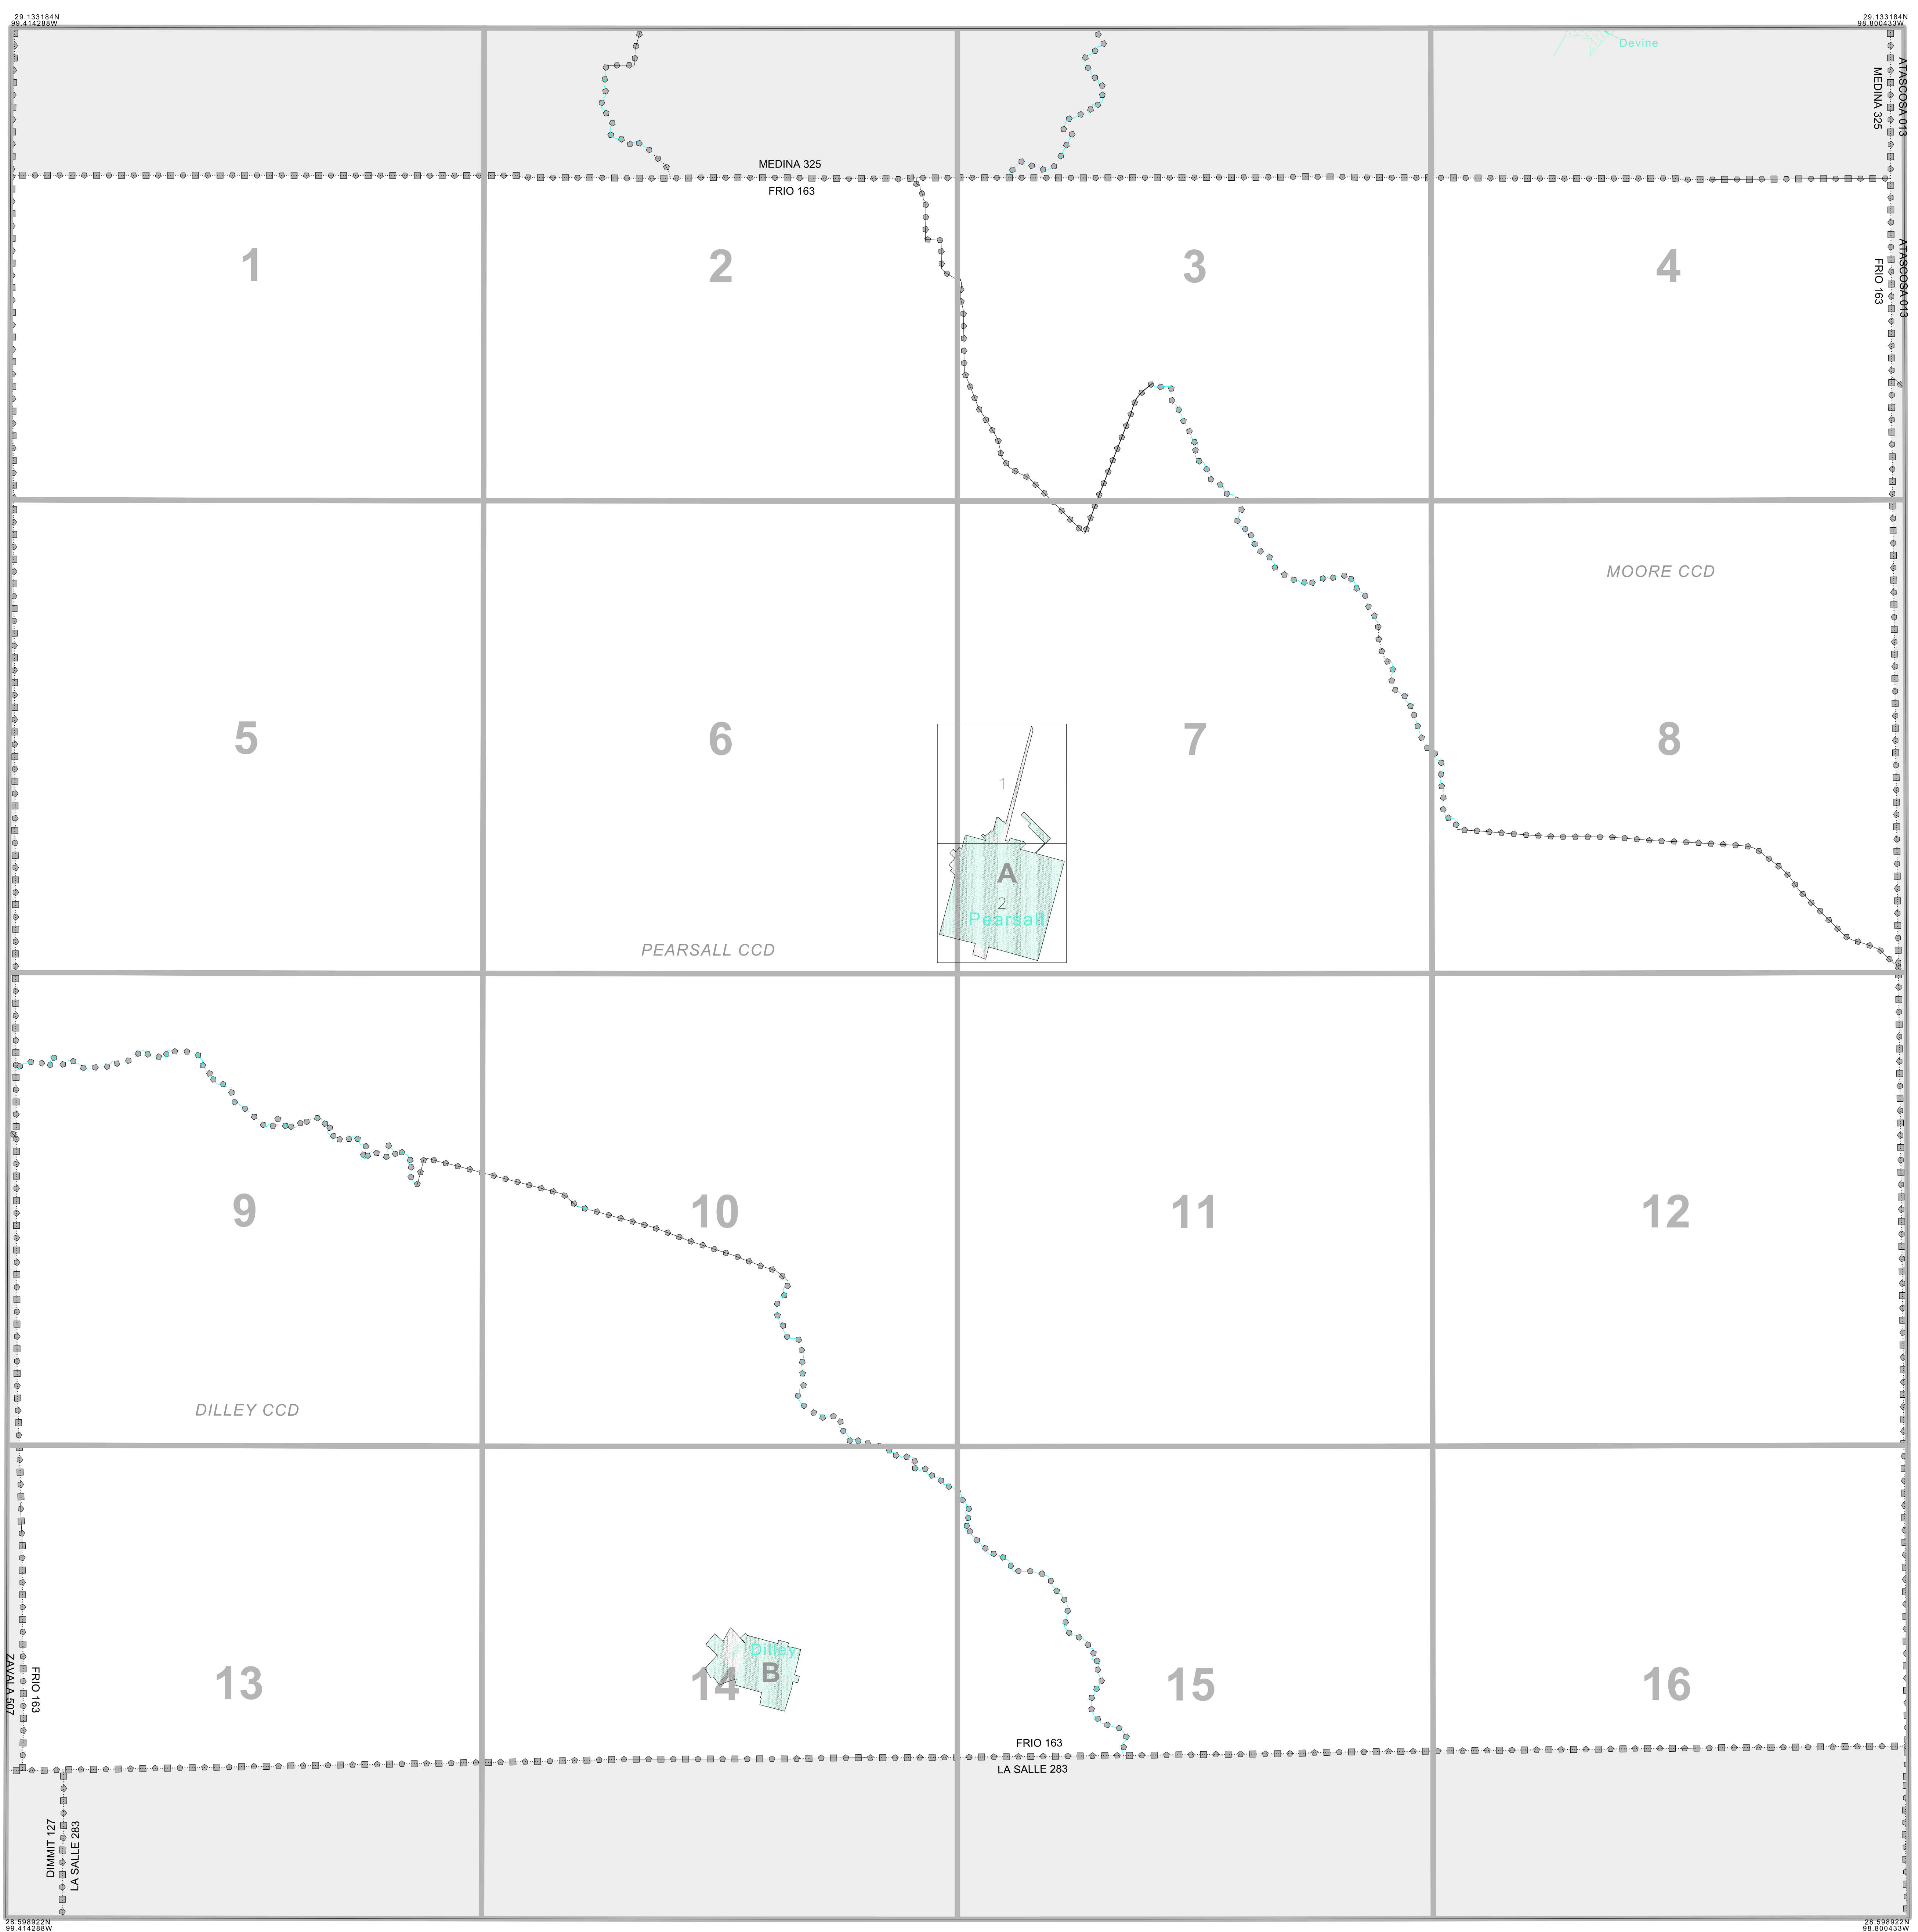 29.133184N
99.414288W
29.133184N
98.800433W
Devine
MEDINA 325
ATASCOSA 013
MEDINA 325
FRIO 163
1
2
3
4
FRIO 163
ATASCOSA 013
MOORE CCD
5
6
7
8
1
A
2
Pearsall
PEARSALL CCD
9
10
11
12
DILLEY CCD
13
14
15
16
Dilley
B
ZAVALA 507
FRIO 163
FRIO 163
LA SALLE 283
DIMMIT 127
LA SALLE 283
28.598922N
99.414288W
28.598922N
98.800433W